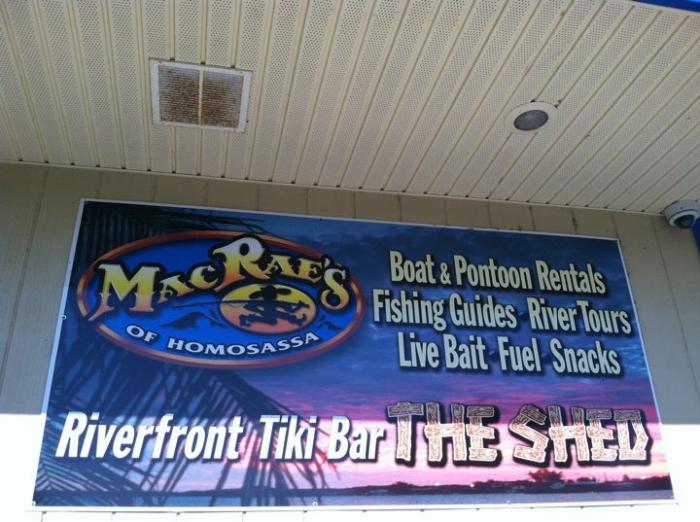 MacRae's
OF HOMOSASSA
Boat & Pontoon Rentals
Fishing Guides River Tours
Live Bait Fuel Snacks
Riverfront Tiki Bar THE SHED